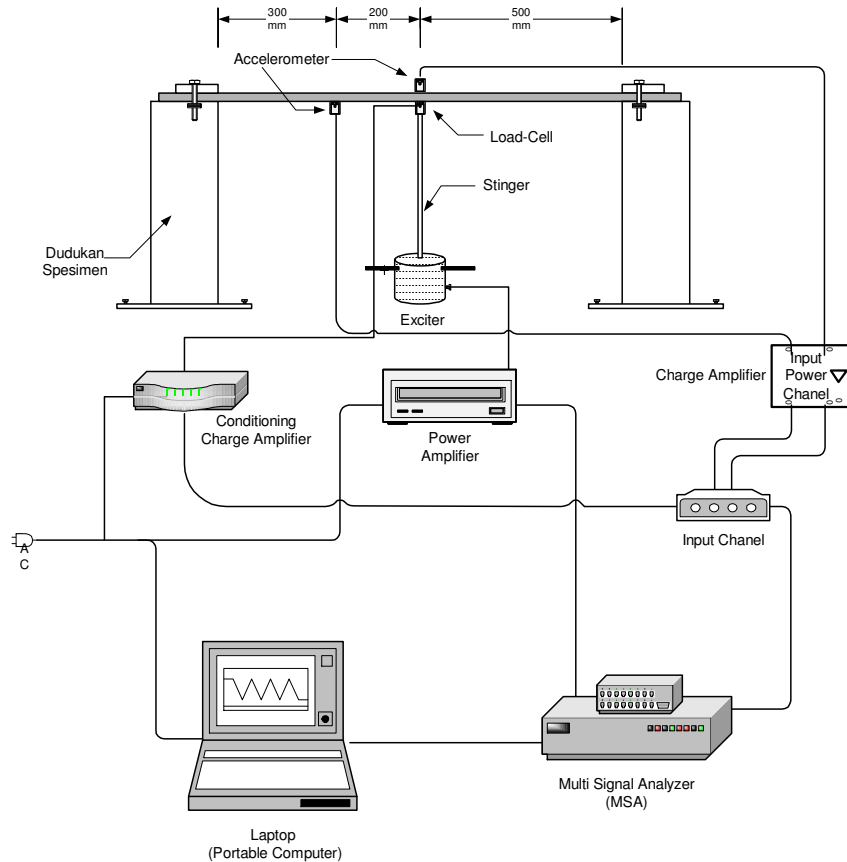 300
mm
200
mm
500
mm
Accelerometer
Load-Cell
Stinger
Dudukan
Spesimen
Exciter
Input
Power
Chanel
Charge Amplifier
Conditioning
Charge Amplifier
Power
Amplifier
Input Chanel
A
C
Multi Signal Analyzer
(MSA)
Laptop
(Portable Computer)